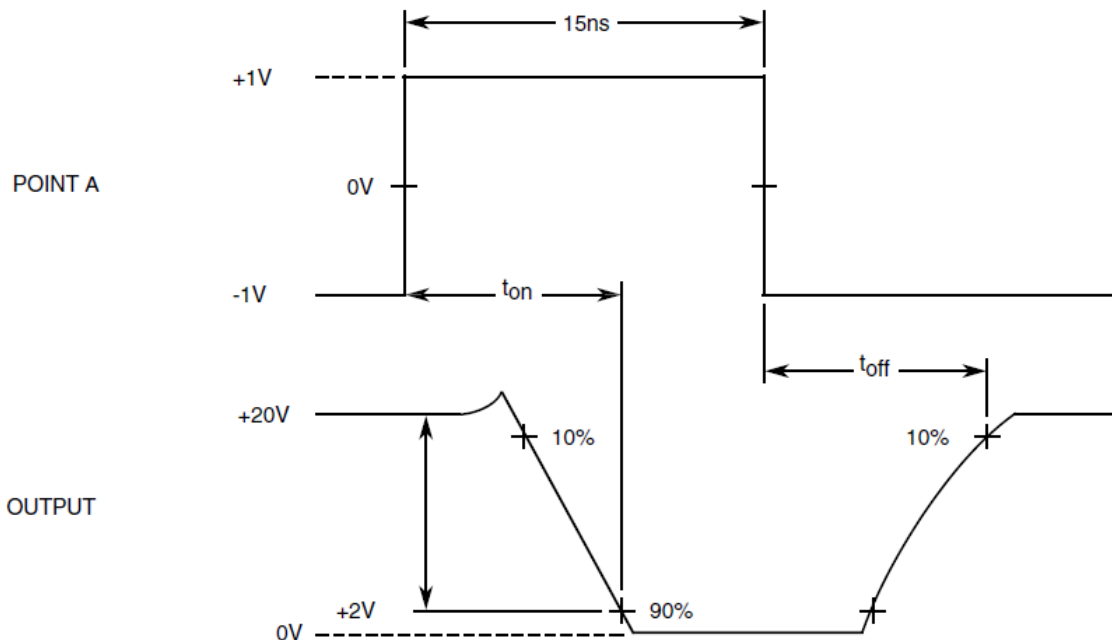 15ns
+1V
POINT A
0V
-1V
ton
toff
+20V
10%
10%
OUTPUT
+2V
90%
0V